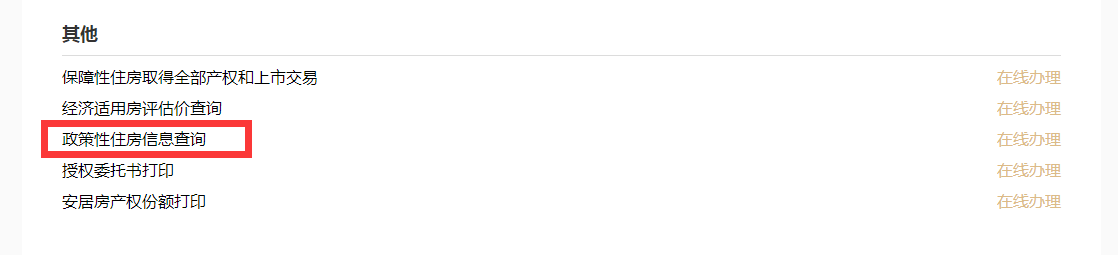 其他
保障性住房取得全部产权和上市交易 在线办理
经济适用房评估价查询 在线办理
政策性住房信息查询 在线办理
授权委托书打印 在线办理
安居房产权份额打印 在线办理